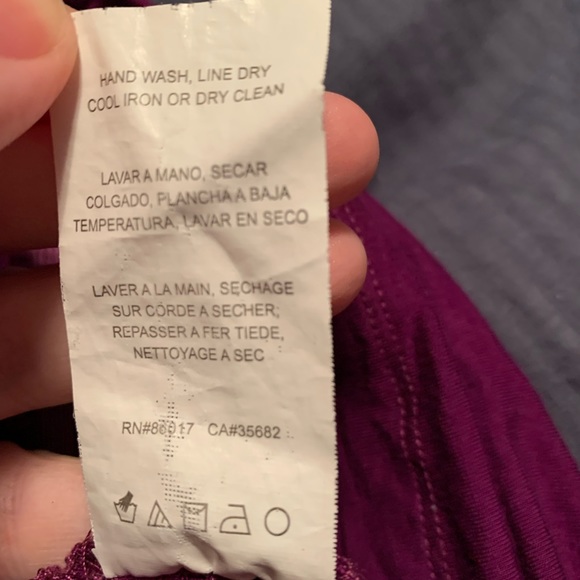 HAND WASH, LINE DRY
COOL IRON OR DRY CLEAN
LAVAR A MANO, SECAR
COLGADO, PLANCHA A BAJA
TEMPERATURA, LAVAR EN SECO
LAVER A LA MAIN, SECHAGE
SUR CORDE A SECHER;
REPASSER A FER TIEDE,
NETTOYAGE A SEC
CA#35682